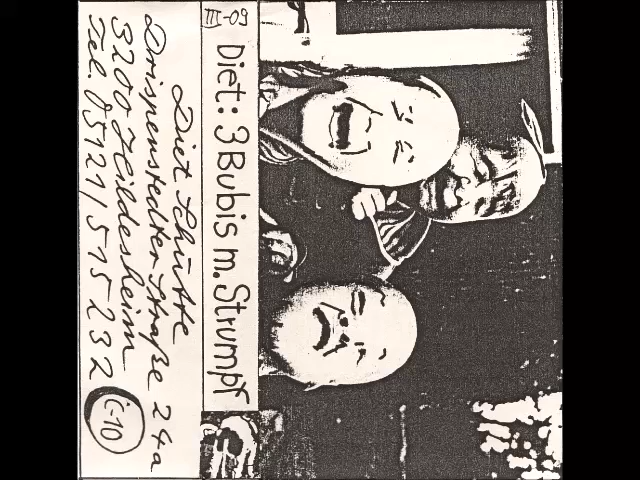 III-09
Diet: 3 Bubis m. Strumpf
Diet Schütte
Drispenstedter Straße 24a
3200 Hildesheim
Tel. 05121/515232
i-10